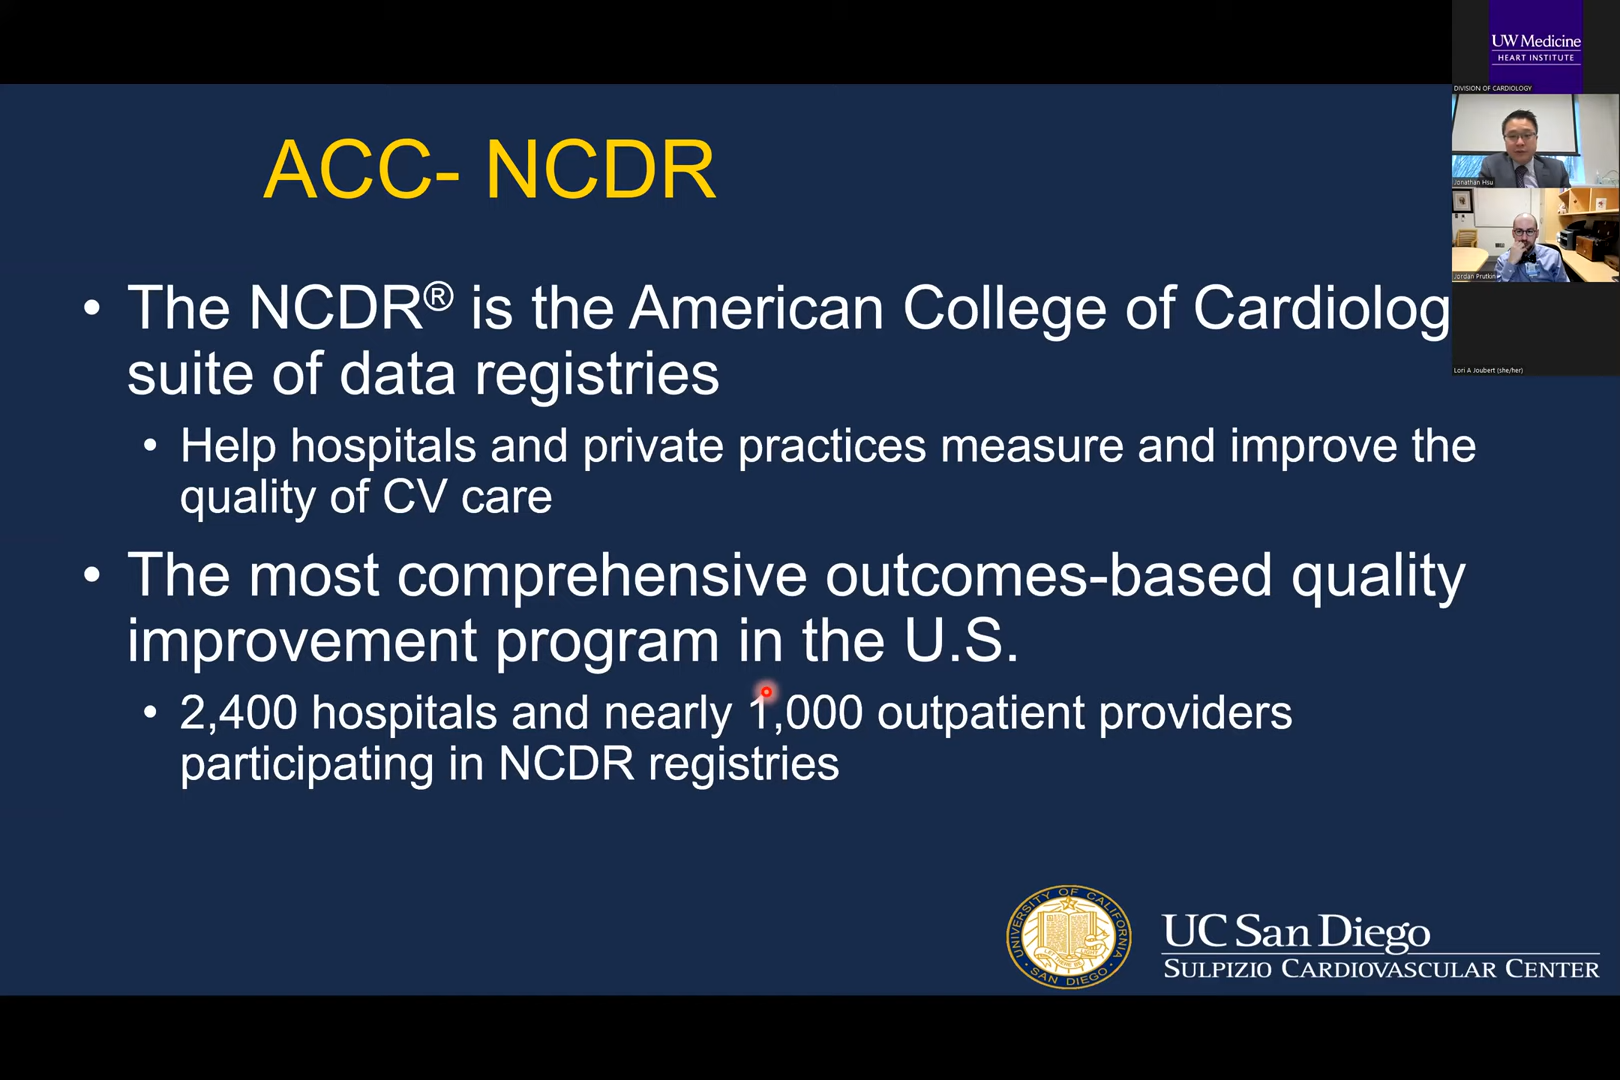 UW Medicine
HEART INSTITUTE
DIVISION OF CARDIOLOGY
Jonathan Hsu
Jordan Prutkin
Lori A Joubert (she/her)
ACC- NCDR
• The NCDR® is the American College of Cardiolog
suite of data registries
• Help hospitals and private practices measure and improve the
quality of CV care
• The most comprehensive outcomes-based quality
improvement program in the U.S.
• 2,400 hospitals and nearly 1,000 outpatient providers
participating in NCDR registries
UNIVERSITY OF CALIFORNIA
SAN DIEGO
UC San Diego
SULPIZIO CARDIOVASCULAR CENTER